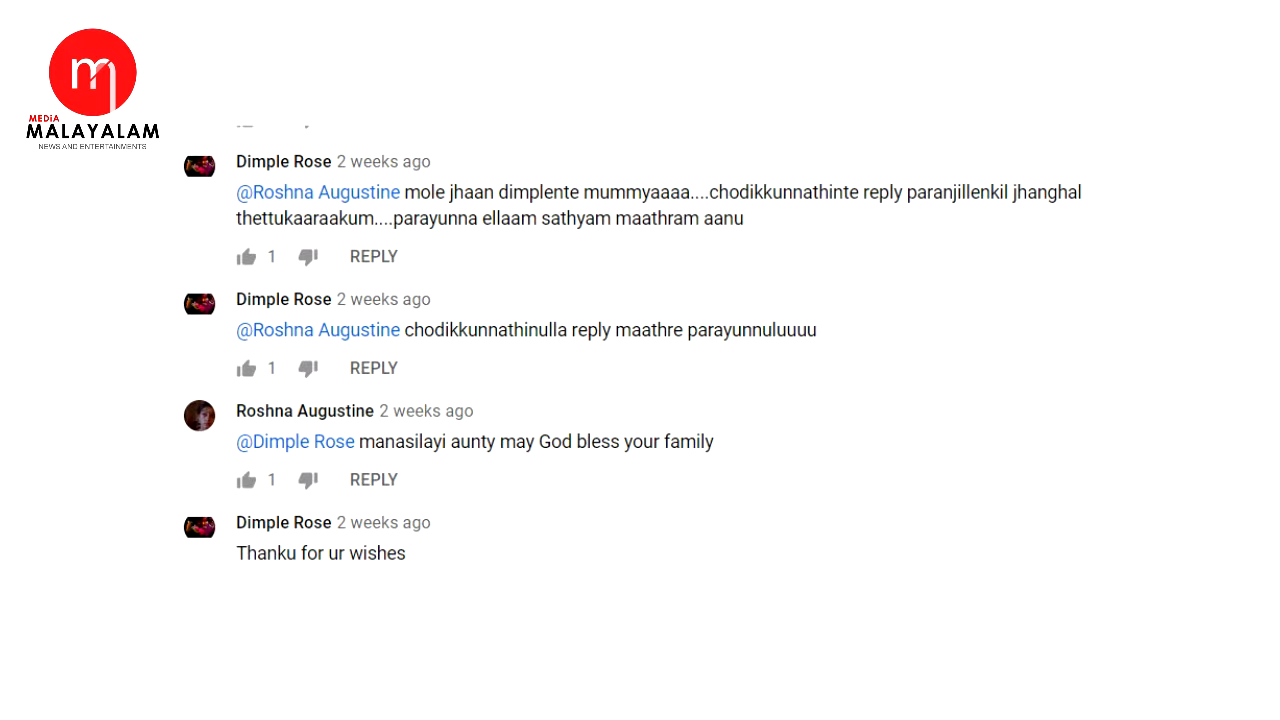 m
MEDiA
MALAYALAM
NEWS AND ENTERTAINMENTS
Dimple Rose 2 weeks ago
@Roshna Augustine mole jhaan dimplente mummyaaaa....chodikkunnathinte reply paranjillenkil jhanghal
thettukaaraakum....parayunna ellaam sathyam maathram aanu
1 REPLY
Dimple Rose 2 weeks ago
@Roshna Augustine chodikkunnathinulla reply maathre parayunnuluuuu
1 REPLY
Roshna Augustine 2 weeks ago
@Dimple Rose manasilayi aunty may God bless your family
1 REPLY
Dimple Rose 2 weeks ago
Thanku for ur wishes